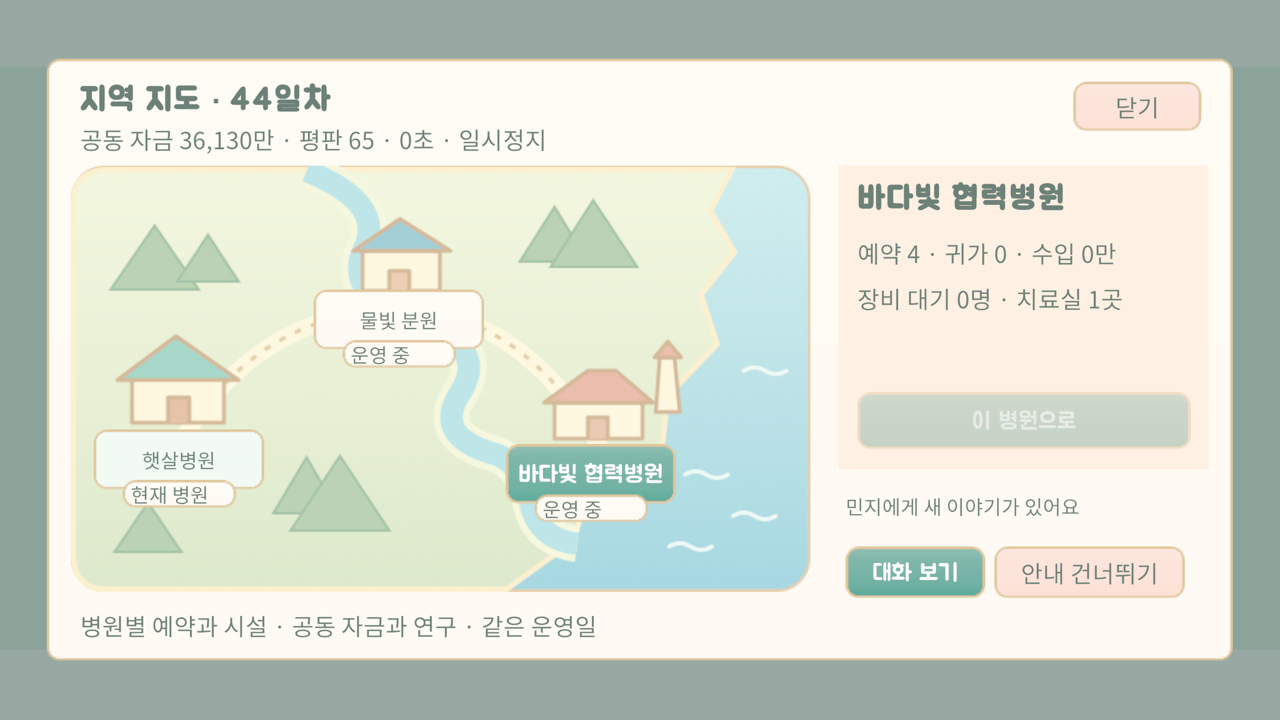 지역 지도 · 44일차
닫기
공동 자금 36,130만 · 평판 65 · 0초 · 일시정지
물빛 분원
운영 중
햇살병원
현재 병원
바다빛 협력병원
운영 중
바다빛 협력병원
예약 4 · 귀가 0 · 수입 0만
장비 대기 0명 · 치료실 1곳
이 병원으로
민지에게 새 이야기가 있어요
대화 보기
안내 건너뛰기
병원별 예약과 시설 · 공동 자금과 연구 · 같은 운영일